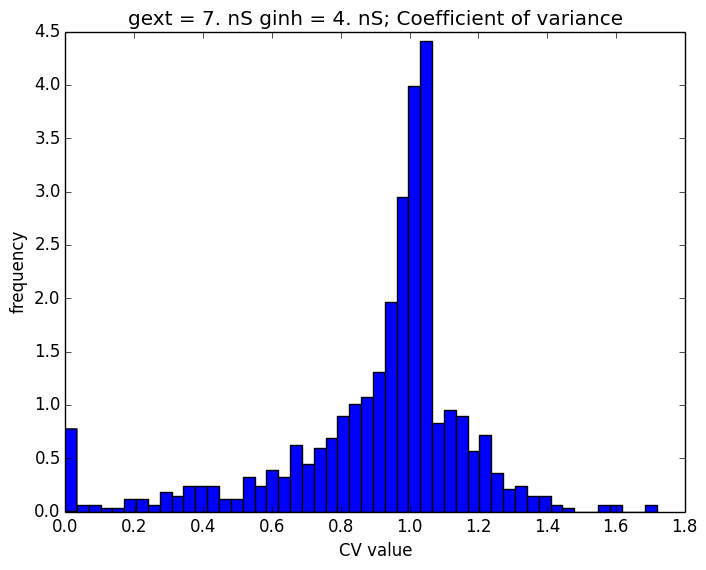 gext = 7. nS ginh = 4. nS; Coefficient of variance
4.5
4.0
3.5
3.0
2.5
2.0
1.5
1.0
0.5
0.0
frequency
0.0 0.2 0.4 0.6 0.8 1.0 1.2 1.4 1.6 1.8
CV value